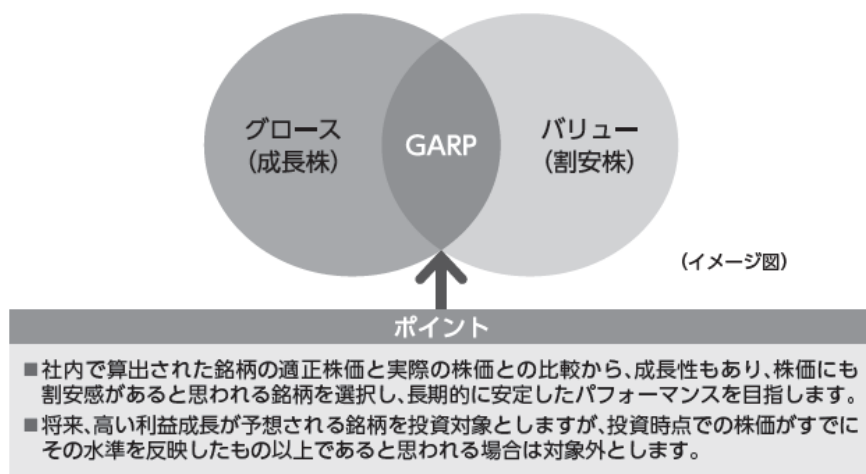 グロース
(成長株)
GARP
バリュー
(割安株)
(イメージ図)
ポイント
■社内で算出された銘柄の適正株価と実際の株価との比較から、成長性もあり、株価にも
割安感があると思われる銘柄を選択し、長期的に安定したパフォーマンスを目指します。
■将来、高い利益成長が予想される銘柄を投資対象としますが、投資時点での株価がすでに
その水準を反映したもの以上であると思われる場合は対象外とします。